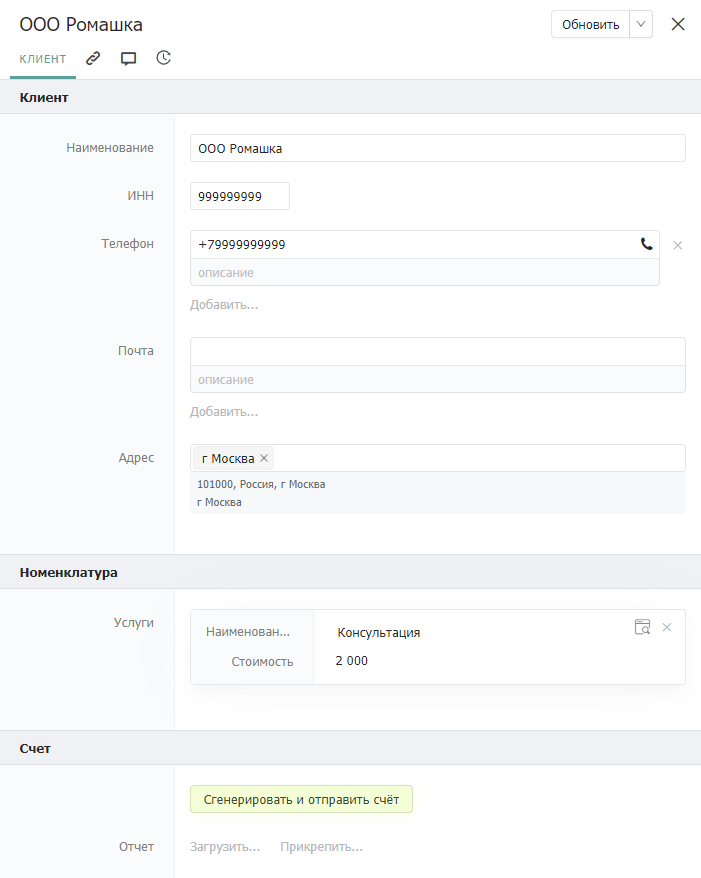 ООО Ромашка
Обновить
КЛИЕНТ
Клиент
Наименование
ООО Ромашка
ИНН
999999999
Телефон
+79999999999
описание
Добавить...
Почта
описание
Добавить...
Адрес
г Москва
101000, Россия, г Москва
г Москва
Номенклатура
Услуги
Наименован...
Консультация
Стоимость
2 000
Счет
Сгенерировать и отправить счёт
Отчет
Загрузить...
Прикрепить...